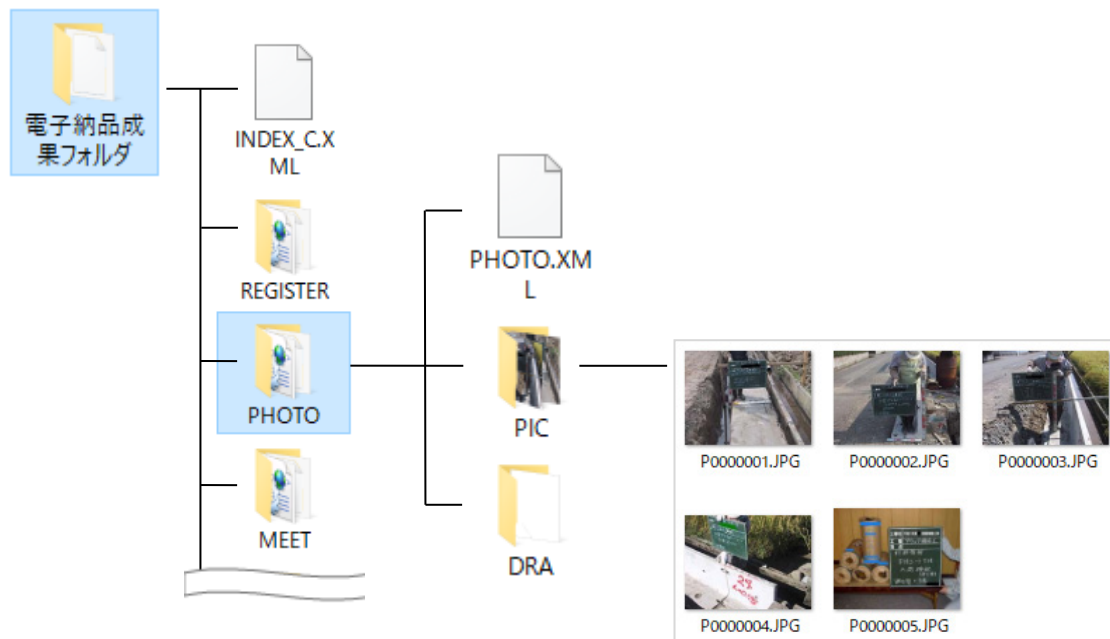 電子納品成
果フォルダ
INDEX_C.X
ML
REGISTER
PHOTO
MEET
PHOTO.XM
L
PIC
DRA
P0000001.JPG
P0000002.JPG
P0000003.JPG
P0000004.JPG
P0000005.JPG